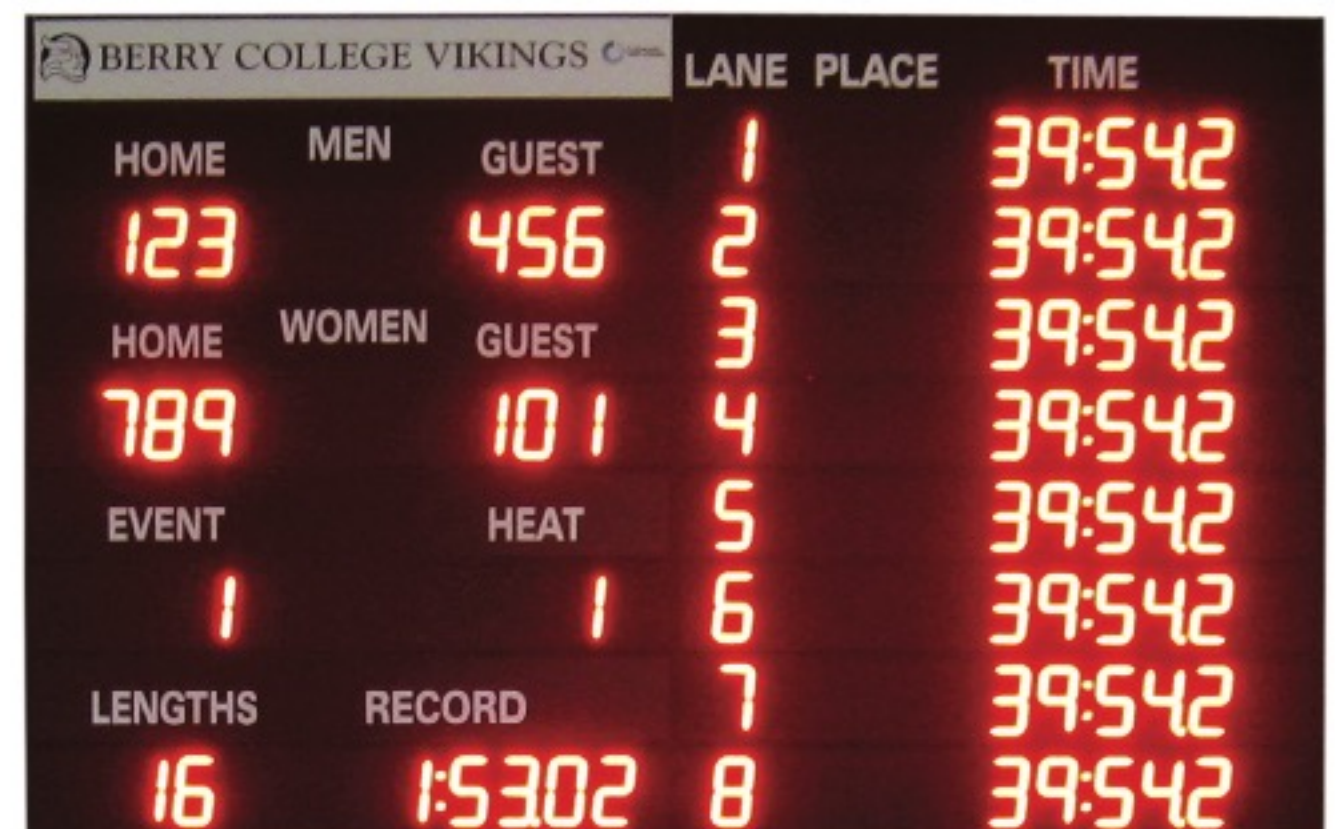 BERRY COLLEGE VIKINGS
LANE PLACE TIME
HOME MEN GUEST
123 456
HOME WOMEN GUEST
789 101
EVENT HEAT
1 1
LENGTHS RECORD
16 1:53.02
1 39:54.2
2 39:54.2
3 39:54.2
4 39:54.2
5 39:54.2
6 39:54.2
7 39:54.2
8 39:54.2